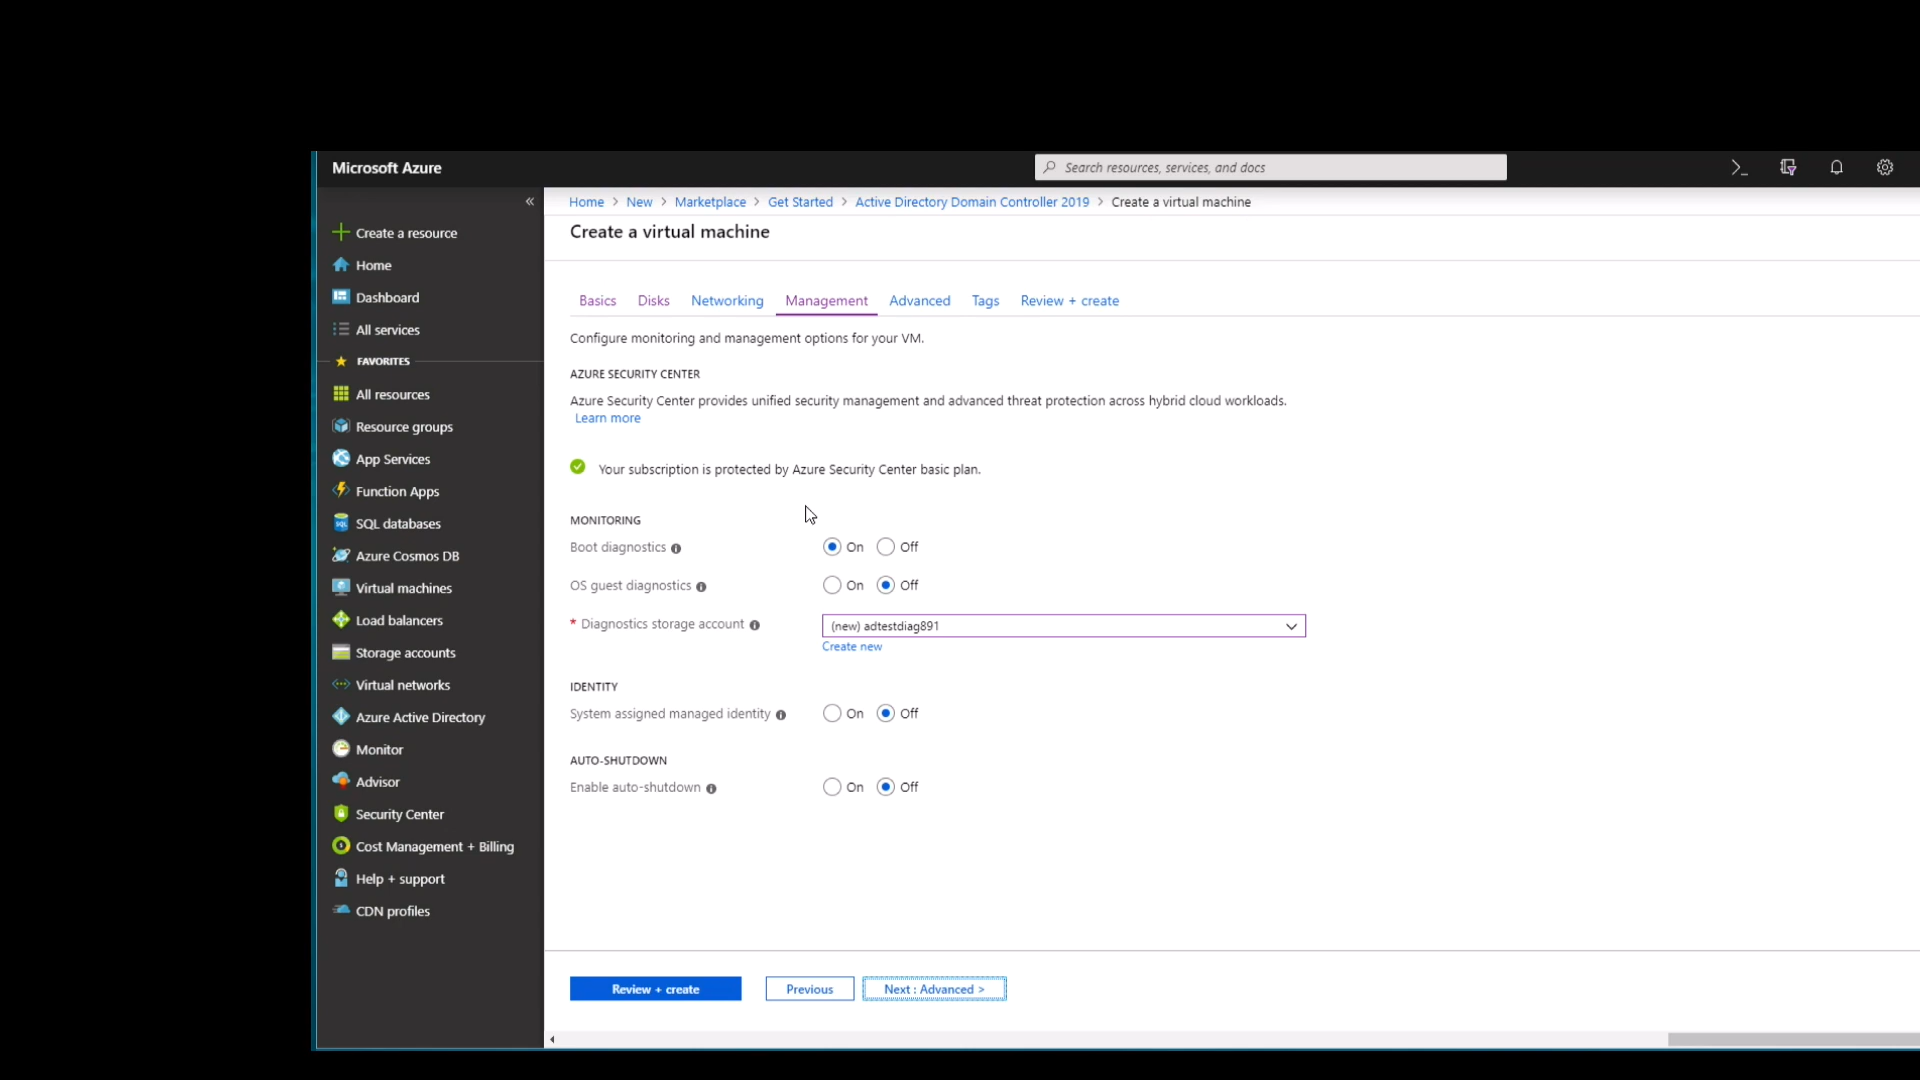 Microsoft Azure
Search resources, services, and docs
Home > New > Marketplace > Get Started > Active Directory Domain Controller 2019 > Create a virtual machine
Create a virtual machine
Create a resource
Home
Dashboard
All services
FAVORITES
All resources
Resource groups
App Services
Function Apps
SQL databases
Azure Cosmos DB
Virtual machines
Load balancers
Storage accounts
Virtual networks
Azure Active Directory
Monitor
Advisor
Security Center
Cost Management + Billing
Help + support
CDN profiles
Basics Disks Networking Management Advanced Tags Review + create
Configure monitoring and management options for your VM.
AZURE SECURITY CENTER
Azure Security Center provides unified security management and advanced threat protection across hybrid cloud workloads.
Learn more
Your subscription is protected by Azure Security Center basic plan.
MONITORING
Boot diagnostics On Off
OS guest diagnostics On Off
* Diagnostics storage account (new) adtestdiag891
Create new
IDENTITY
System assigned managed identity On Off
AUTO-SHUTDOWN
Enable auto-shutdown On Off
Review + create Previous Next : Advanced >